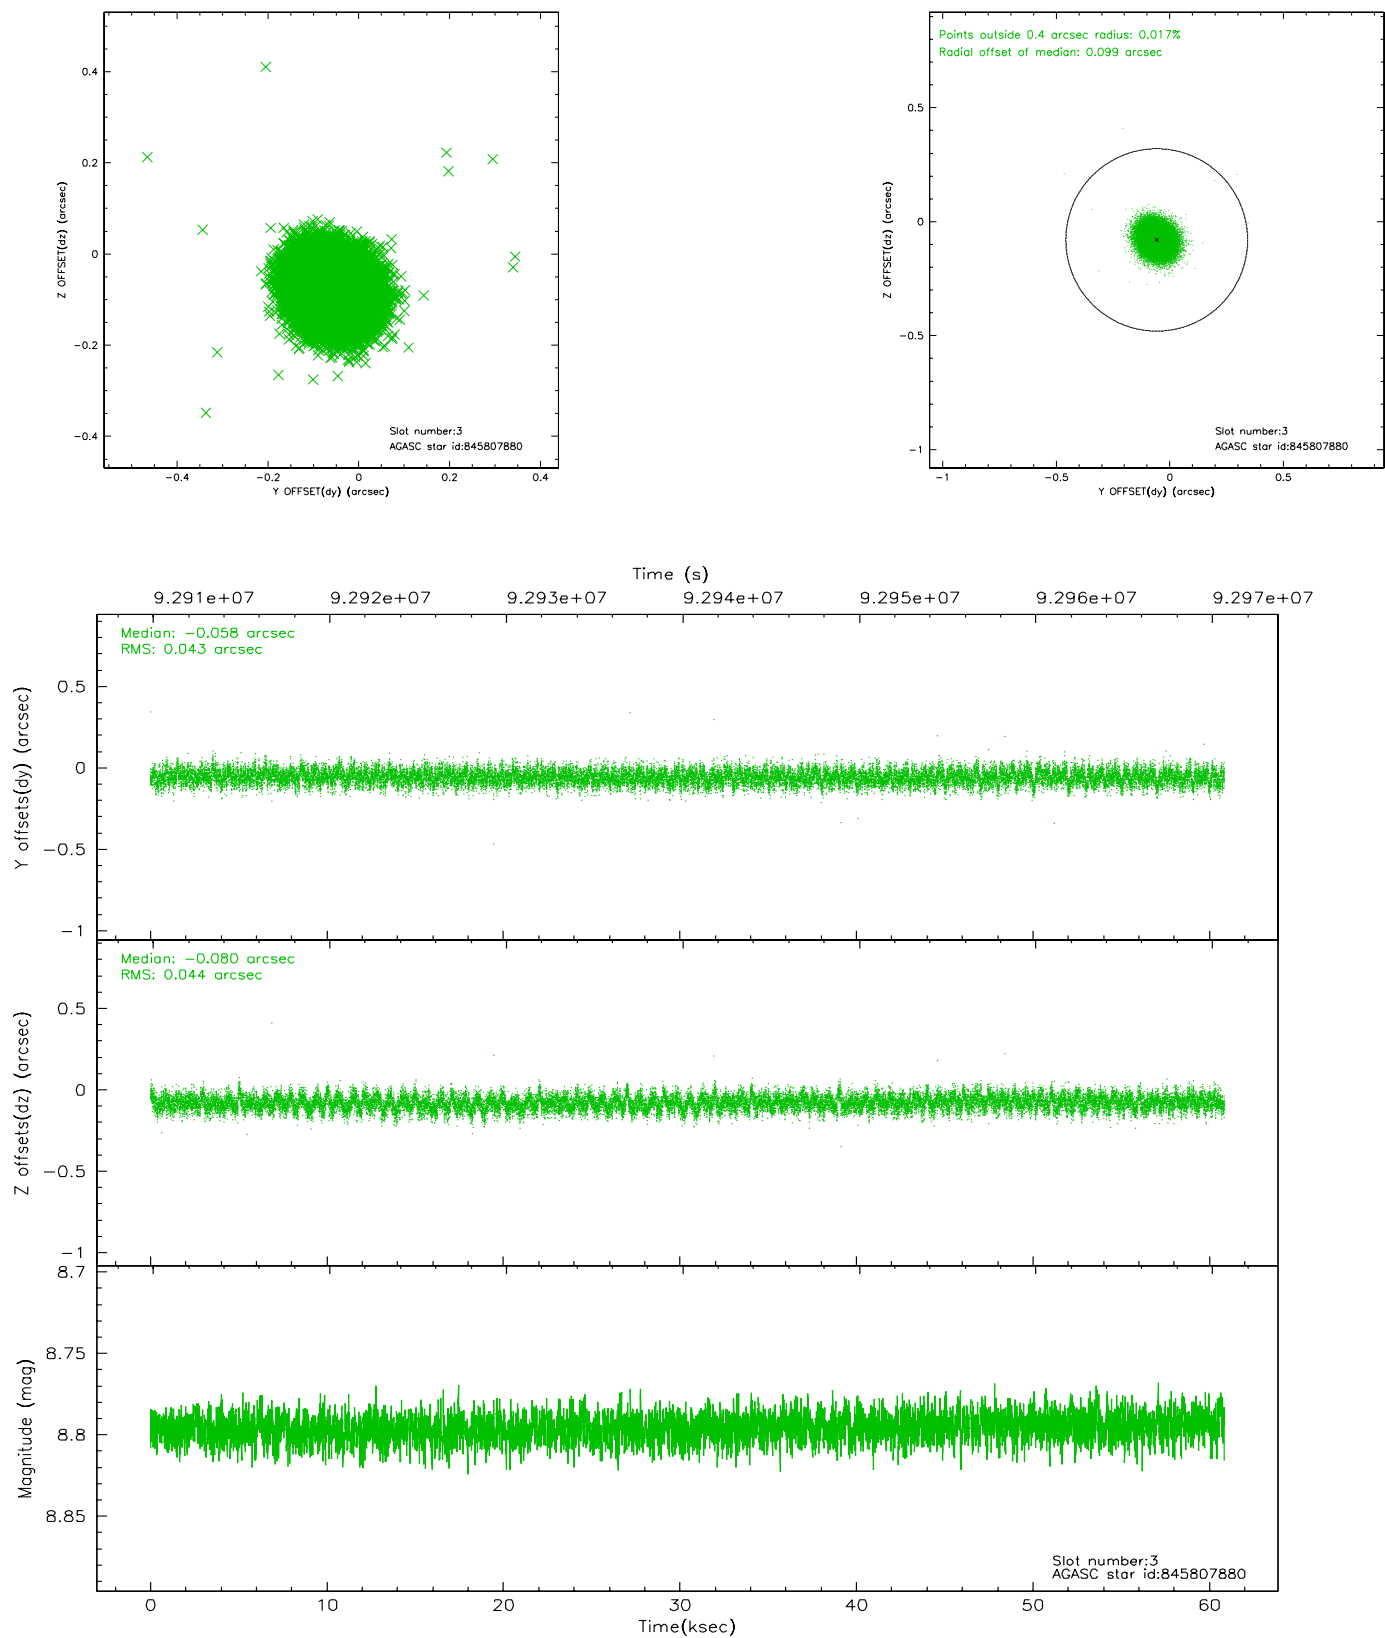 0.4
0.2
0
-0.2
-0.4
Z OFFSET(dz) (arcsec)
Slot number:3
AGASC star id:845807880
-0.4 -0.2 0 0.2 0.4
Y OFFSET(dy) (arcsec)
Points outside 0.4 arcsec radius: 0.017%
Radial offset of median: 0.099 arcsec
0.5
0
-0.5
-1
Z OFFSET(dz) (arcsec)
Slot number:3
AGASC star id:845807880
-1 -0.5 0 0.5
Y OFFSET(dy) (arcsec)
Time (s)
9.291e+07 9.292e+07 9.293e+07 9.294e+07 9.295e+07 9.296e+07 9.297e+07
Median: -0.058 arcsec
RMS: 0.043 arcsec
0.5
0
-0.5
-1
Y offsets(dy) (arcsec)
Median: -0.080 arcsec
RMS: 0.044 arcsec
0.5
0
-0.5
-1
Z offsets(dz) (arcsec)
8.7
8.75
8.8
8.85
Magnitude (mag)
Slot number:3
AGASC star id:845807880
0 10 20 30 40 50 60
Time(ksec)